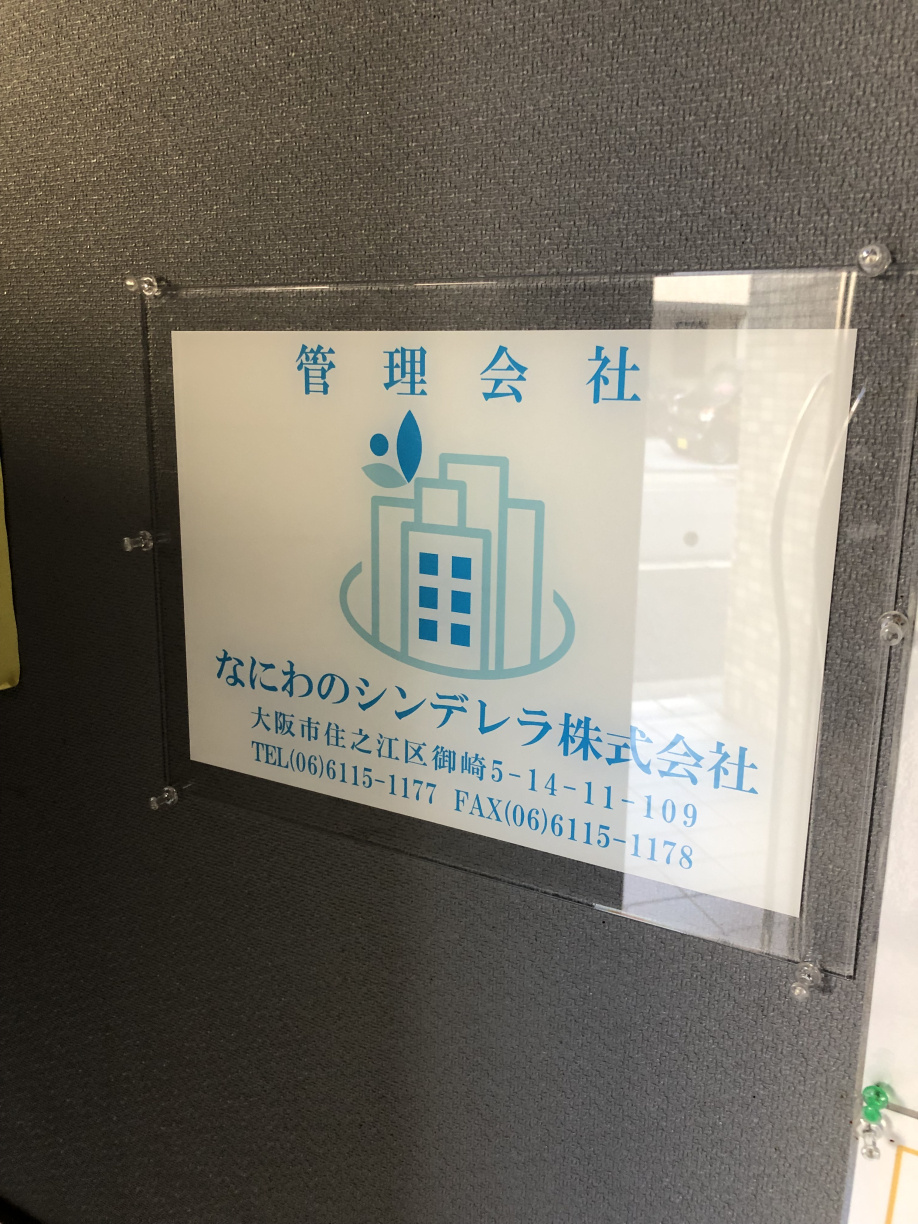 管理会社
なにわのシンデレラ株式会社
大阪市住之江区御崎5-14-11-109
TEL(06)6115-1177 FAX(06)6115-1178